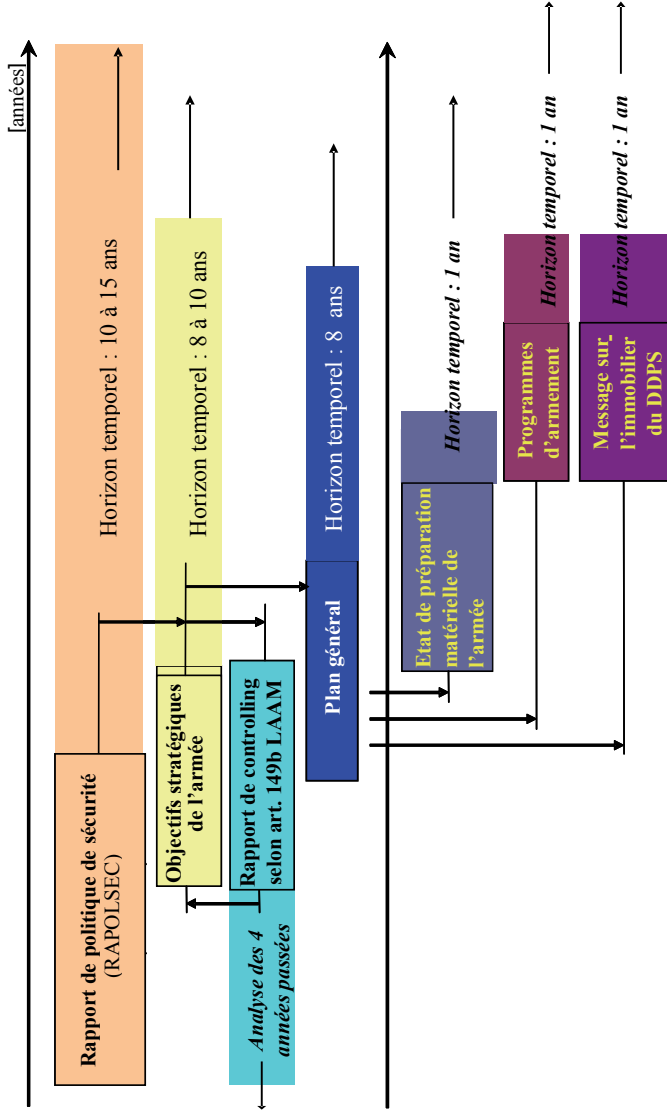 [années]
Rapport de politique de sécurité
(RAPOLSEC)
Horizon temporel : 10 à 15 ans
Objectifs stratégiques
de l'armée
Horizon temporel : 8 à 10 ans
Analyse des 4
années passées
Rapport de controlling
selon art. 149b LAAM
Plan général
Horizon temporel : 8 ans
Etat de préparation
matérielle de
l'armée
Horizon temporel : 1 an
Programmes
d'armement
Horizon temporel : 1 an
Message sur
l'immobilier
du DDPS
Horizon temporel : 1 an